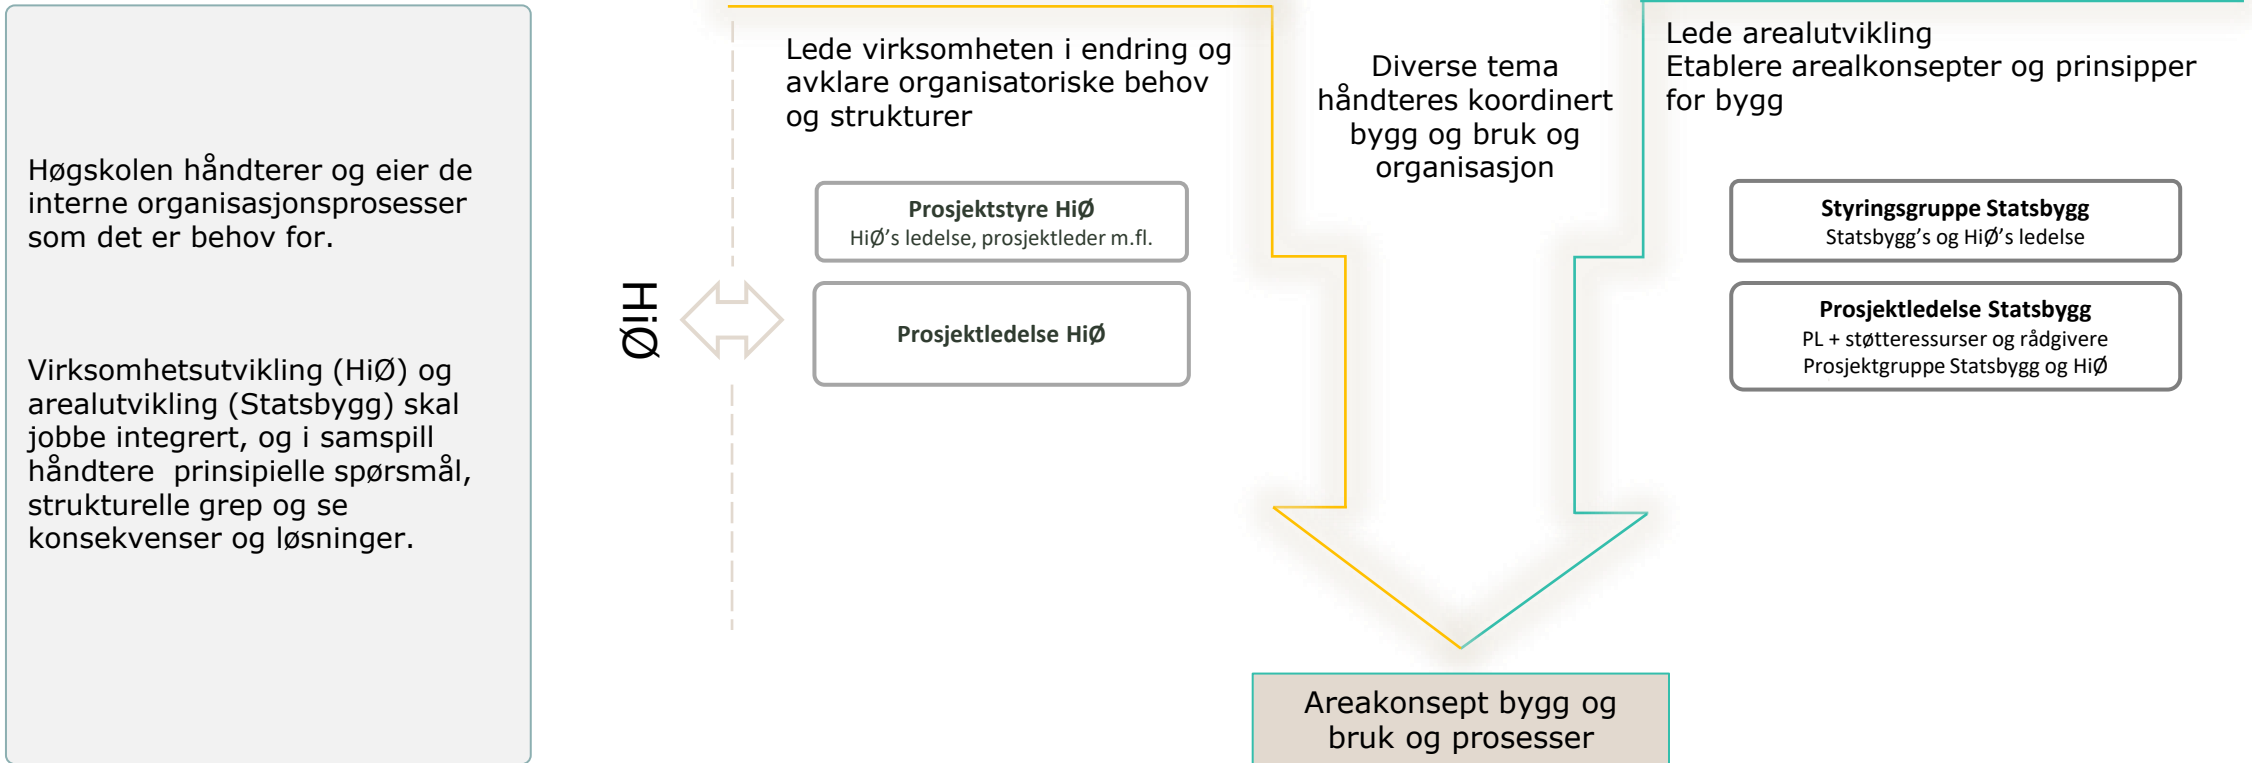 Høgskolen håndterer og eier de
interne organisasjonsprosesser
som det er behov for.
Virksomhetsutvikling (HiØ) og
arealutvikling (Statsbygg) skal
jobbe integrert, og i samspill
håndtere  prinsipielle spørsmål,
strukturelle grep og se
konsekvenser og løsninger.
HiØ
Lede virksomheten i endring og
avklare organisatoriske behov
og strukturer
Prosjektstyre HiØ
HiØ's ledelse, prosjektleder m.fl.
Prosjektledelse HiØ
Diverse tema
håndteres koordinert
bygg og bruk og
organisasjon
Lede arealutvikling
Etablere arealkonsepter og prinsipper
for bygg
Styringsgruppe Statsbygg
Statsbygg's og HiØ's ledelse
Prosjektledelse Statsbygg
PL + støtteressurser og rådgivere
Prosjektgruppe Statsbygg og HiØ
Areakonsept bygg og
bruk og prosesser